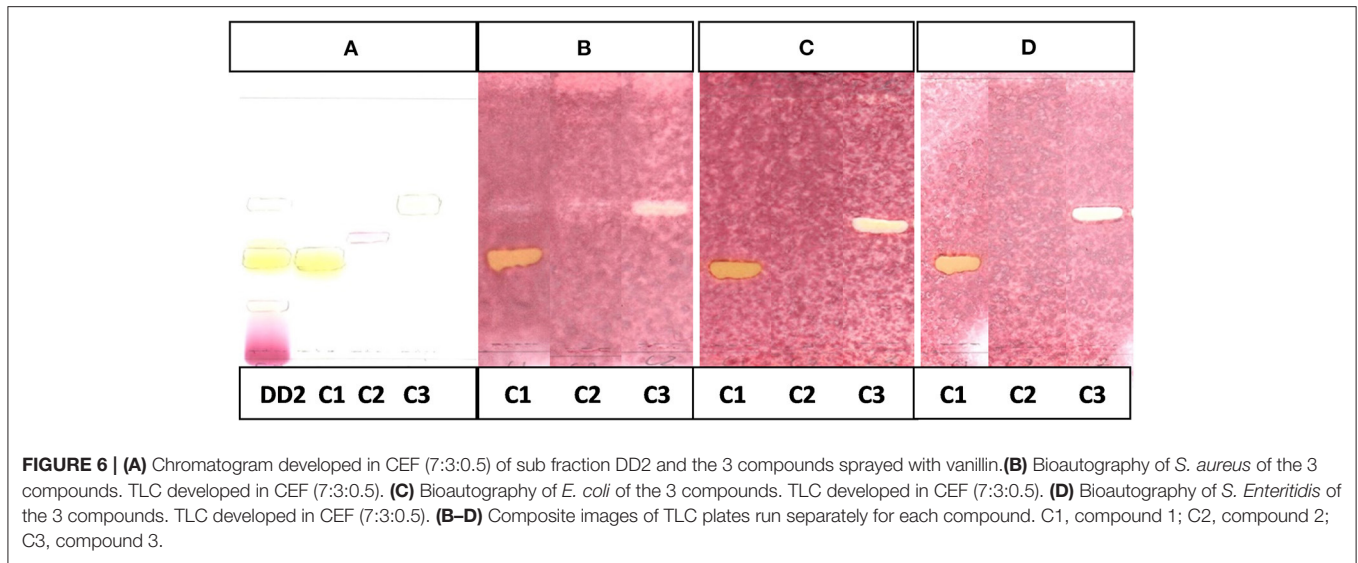 A B C D
DD2 C1 C2 C3 C1 C2 C3 C1 C2 C3 C1 C2 C3
FIGURE 6 | (A) Chromatogram developed in CEF (7:3:0.5) of sub fraction DD2 and the 3 compounds sprayed with vanillin.(B) Bioautography of S. aureus of the 3
compounds. TLC developed in CEF (7:3:0.5). (C) Bioautography of E. coli of the 3 compounds. TLC developed in CEF (7:3:0.5). (D) Bioautography of S. Enteritidis of
the 3 compounds. TLC developed in CEF (7:3:0.5). (B–D) Composite images of TLC plates run separately for each compound. C1, compound 1; C2, compound 2;
C3, compound 3.